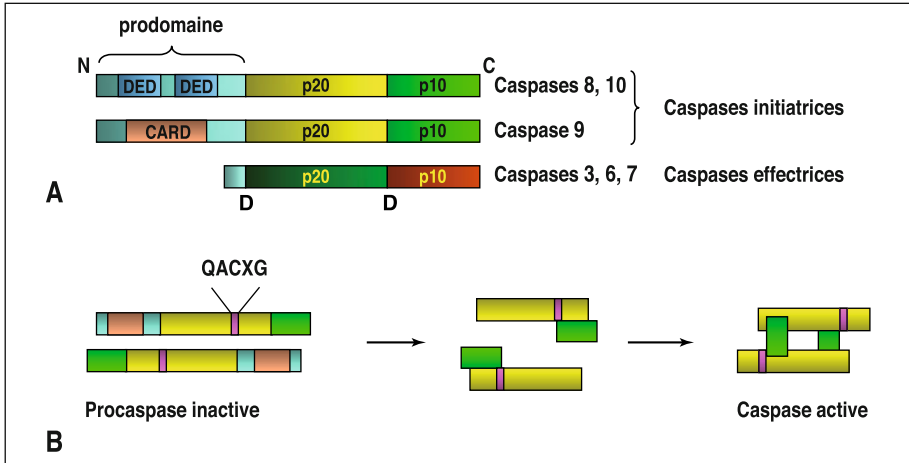 prodomaine
N
C
DED
DED
p20
p10
Caspases 8, 10
Caspases initiatrices
CARD
p20
p10
Caspase 9
p20
p10
Caspases 3, 6, 7
Caspases effectrices
A
D
D
QACXG
Procaspase inactive
Caspase active
B